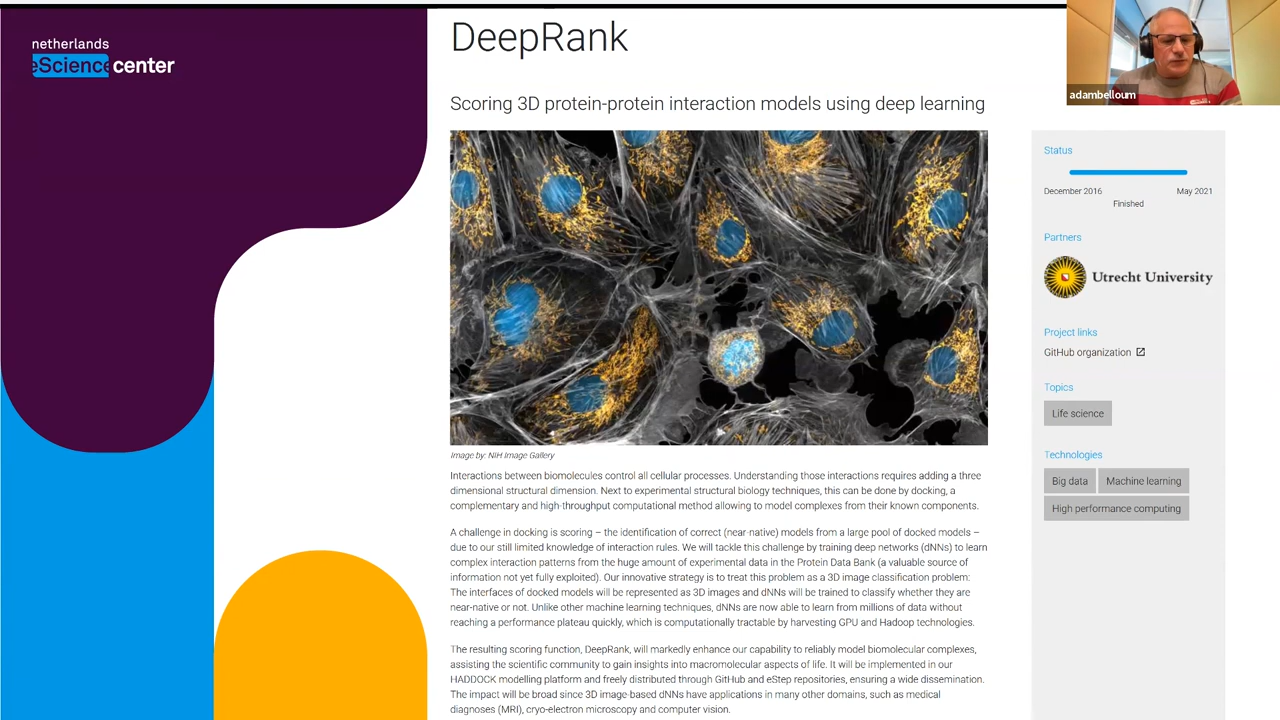 netherlands
eScience center
DeepRank
Scoring 3D protein-protein interaction models using deep learning
adambelloum
Image by: NIH Image Gallery
Interactions between biomolecules control all cellular processes. Understanding those interactions requires adding a three
dimensional structural dimension. Next to experimental structural biology techniques, this can be done by docking, a
complementary and high-throughput computational method allowing to model complexes from their known components.
A challenge in docking is scoring – the identification of correct (near-native) models from a large pool of docked models –
due to our still limited knowledge of interaction rules. We will tackle this challenge by training deep networks (dNNs) to learn
complex interaction patterns from the huge amount of experimental data in the Protein Data Bank (a valuable source of
information not yet fully exploited). Our innovative strategy is to treat this problem as a 3D image classification problem:
The interfaces of docked models will be represented as 3D images and dNNs will be trained to classify whether they are
near-native or not. Unlike other machine learning techniques, dNNs are now able to learn from millions of data without
reaching a performance plateau quickly, which is computationally tractable by harvesting GPU and Hadoop technologies.
The resulting scoring function, DeepRank, will markedly enhance our capability to reliably model biomolecular complexes,
assisting the scientific community to gain insights into macromolecular aspects of life. It will be implemented in our
HADDOCK modelling platform and freely distributed through GitHub and eStep repositories, ensuring a wide dissemination.
The impact will be broad since 3D image-based dNNs have applications in many other domains, such as medical
diagnoses (MRI), cryo-electron microscopy and computer vision.
Status
December 2016 May 2021
Finished
Partners
Utrecht University
Project links
GitHub organization
Topics
Life science
Technologies
Big data Machine learning
High performance computing